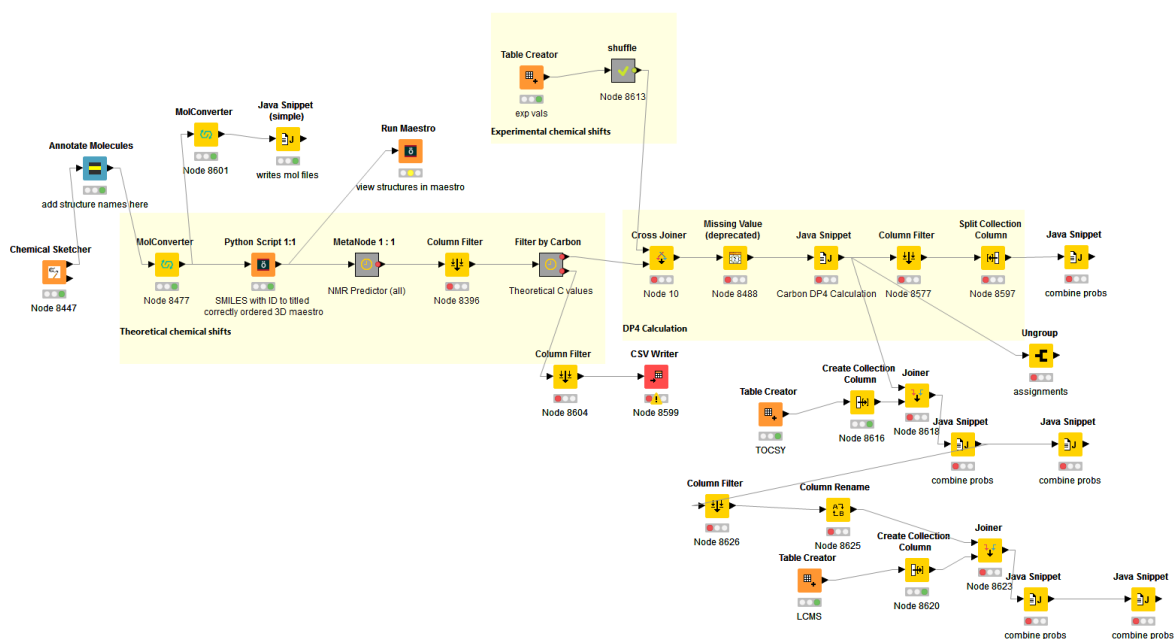 Table Creator
exp vals
shuffle
Node 8613
Experimental chemical shifts
MolConverter
Node 8601
Java Snippet
(simple)
writes mol files
Run Maestro
view structures in maestro
Annotate Molecules
add structure names here
Chemical Sketcher
Node 8447
MolConverter
Node 8477
Python Script 1:1
SMILES with ID to titled
correctly ordered 3D maestro
MetaNode 1 : 1
NMR Predictor (all)
Column Filter
Node 8396
Filter by Carbon
Theoretical C values
Theoretical chemical shifts
Cross Joiner
Node 10
Missing Value
(deprecated)
Node 8488
Java Snippet
Carbon DP4 Calculation
Column Filter
Node 8577
Split Collection
Column
Node 8597
Java Snippet
combine probs
DP4 Calculation
Ungroup
assignments
Column Filter
Node 8604
CSV Writer
Node 8599
Table Creator
TOCSY
Create Collection
Column
Node 8616
Joiner
Node 8618
Java Snippet
combine probs
Java Snippet
combine probs
Column Filter
Node 8626
Column Rename
Node 8625
Table Creator
LCMS
Create Collection
Column
Node 8620
Joiner
Node 8623
Java Snippet
combine probs
Java Snippet
combine probs